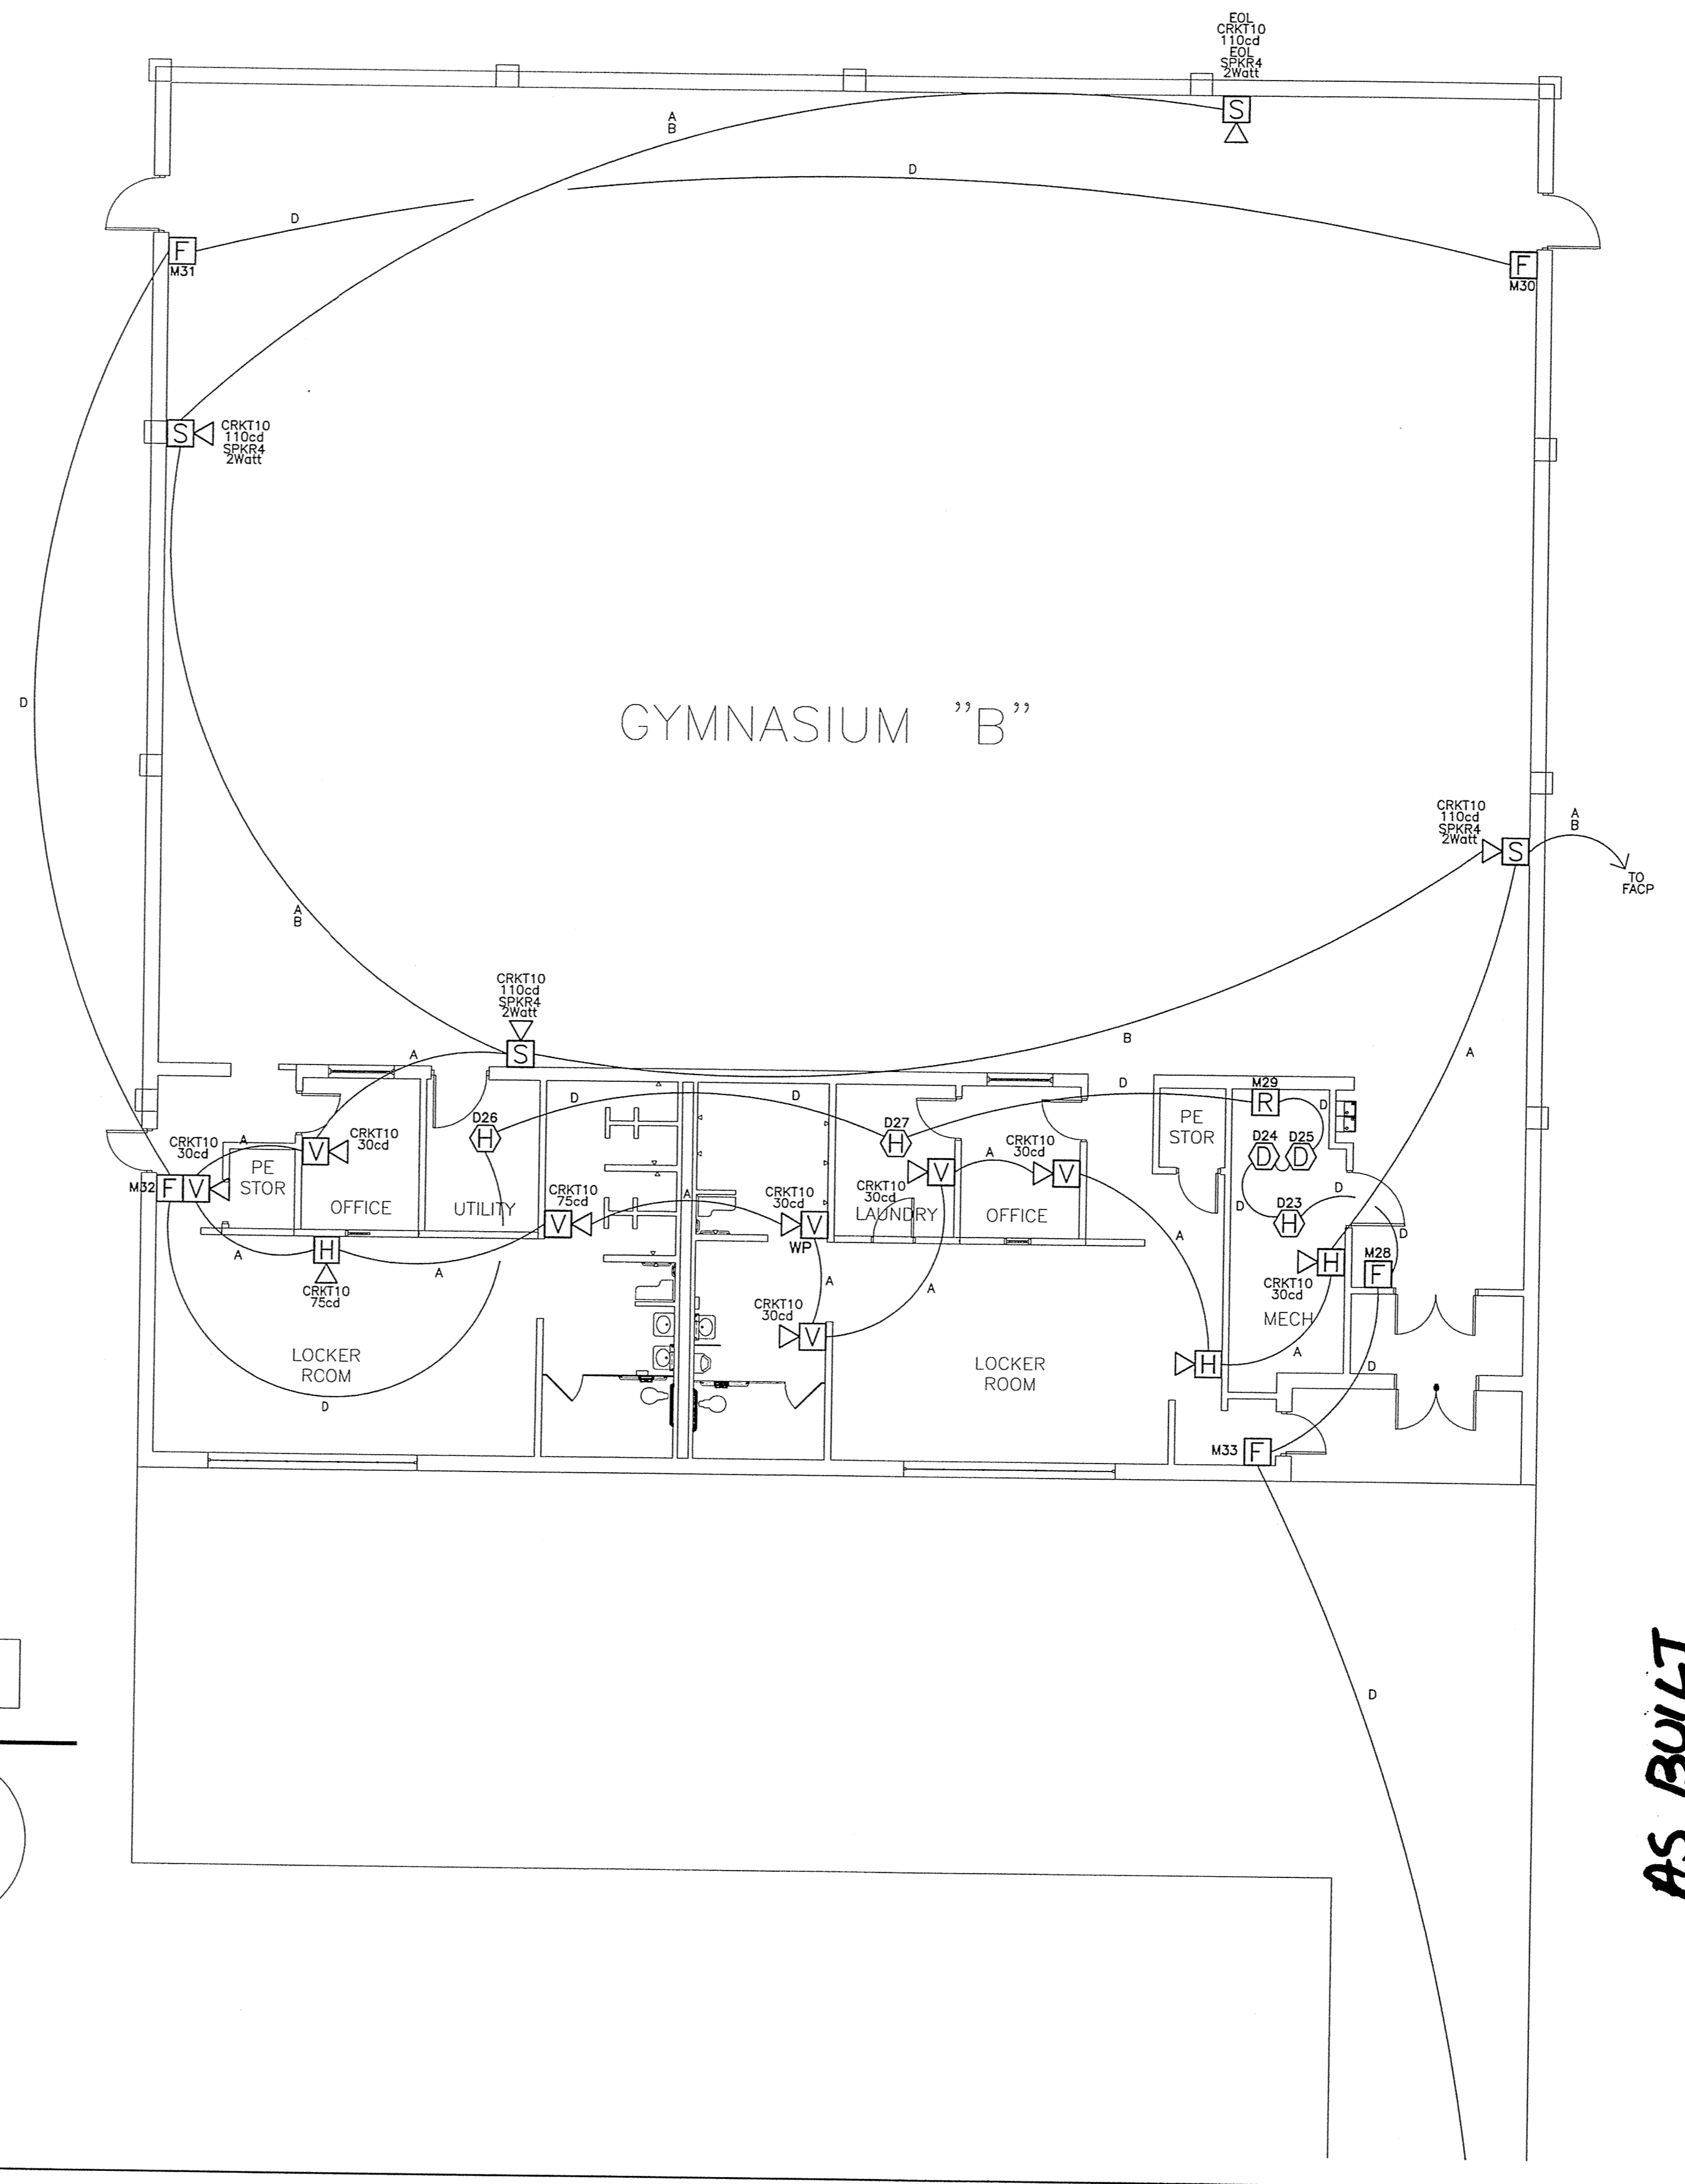 EOL
CRKT10
110cd
EOL
SPKR4
2Watt
S
A
B
D
D
F
M31
F
M30
S
CRKT10
110cd
SPKR4
2Watt
D
GYMNASIUM "B"
CRKT10
110cd
SPKR4
2Watt
S
A
B
TO
FACP
A
B
CRKT10
110cd
SPKR4
2Watt
S
A
B
A
D
D
D
M29
R
D
D26
H
D27
H
PE
STOR
D24
D25
D
D
CRKT10
30cd
A
V
CRKT10
30cd
M32
F
V
PE
STOR
OFFICE
UTILITY
CRKT10
75cd
V
A
CRKT10
30cd
V
WP
V
CRKT10
30cd
LAUNDRY
A
CRKT10
30cd
V
OFFICE
D
D23
H
D
D
A
H
A
H
CRKT10
75cd
A
A
A
H
CRKT10
30cd
M28
F
MECH
CRKT10
30cd
V
LOCKER
ROOM
LOCKER
ROOM
H
A
D
D
M33
F
D
AS BUILT